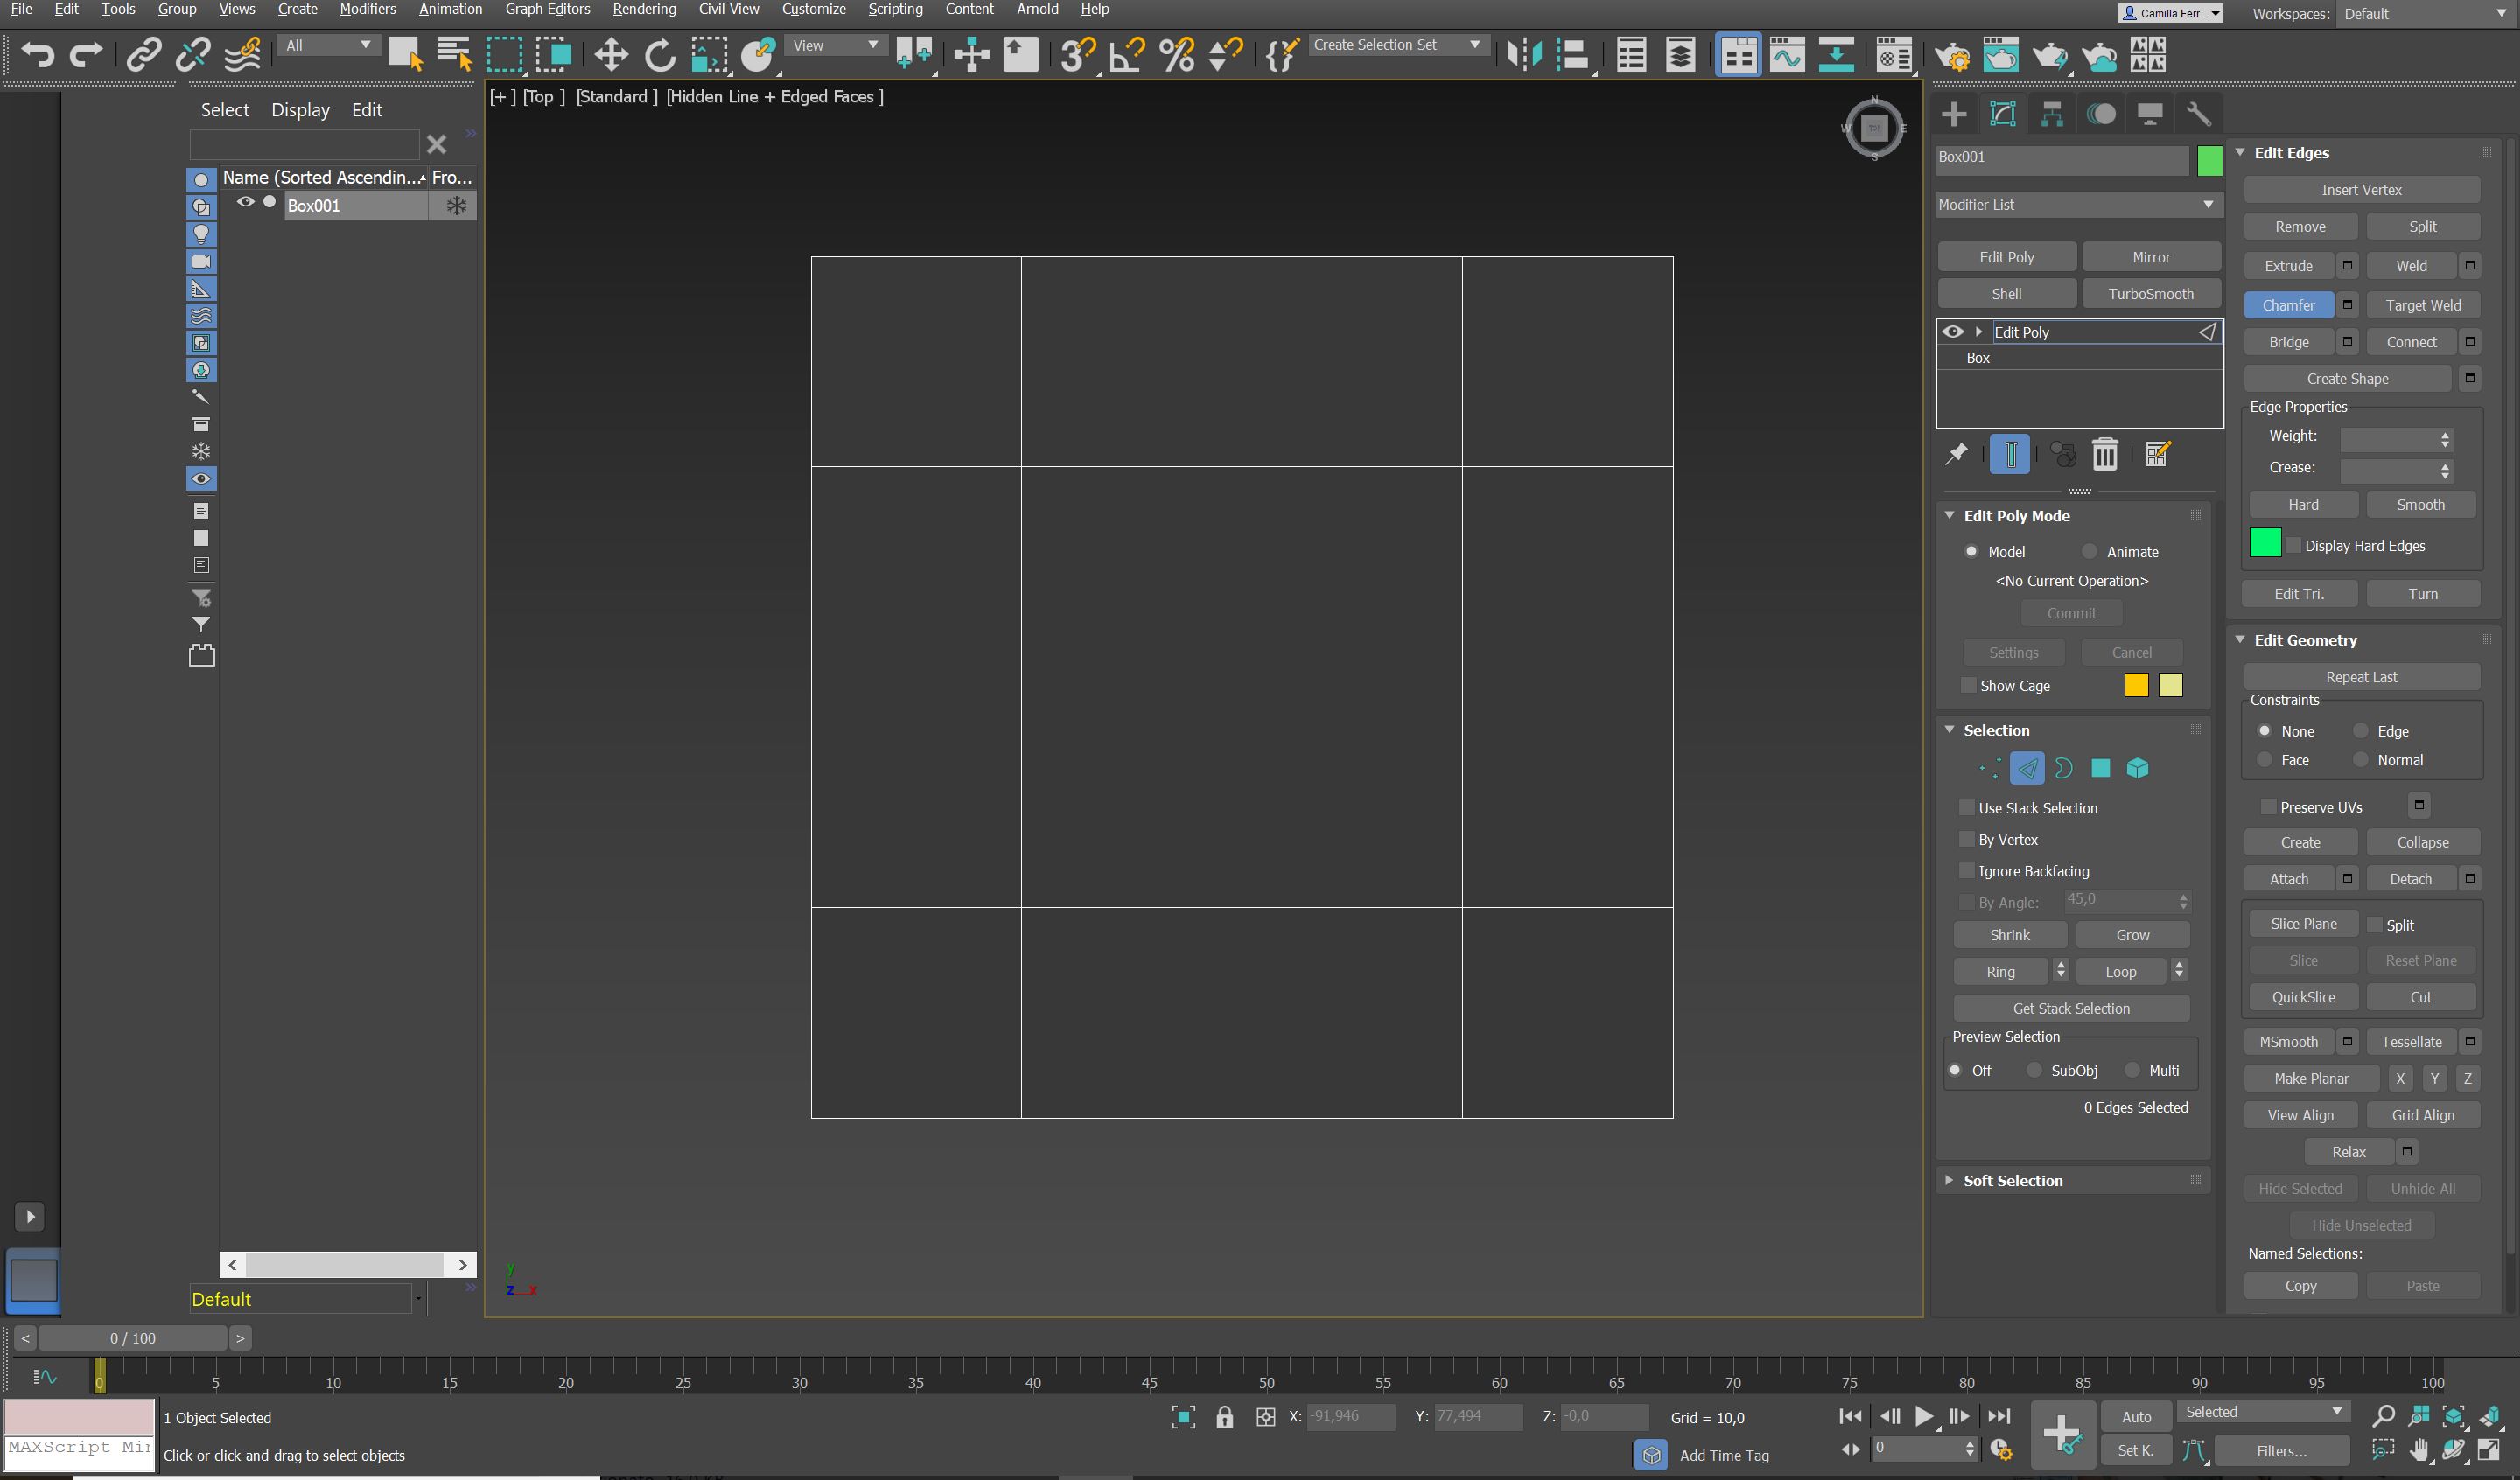 File Edit Tools Group Views Create Modifiers Animation Graph Editors Rendering Civil View Customize Scripting Content Arnold Help
Camilla Ferr... Workspaces: Default
All View Create Selection Set
Select Display Edit
Name (Sorted Ascendin... Fro...
Box001
Default
[+ ] [Top ] [Standard ] [Hidden Line + Edged Faces ]
N
W TOP E
S
y
z x
Box001
Modifier List
Edit Poly Mirror
Shell TurboSmooth
Edit Poly
Box
Edit Poly Mode
Model Animate
<No Current Operation>
Commit
Settings Cancel
Show Cage
Selection
Use Stack Selection
By Vertex
Ignore Backfacing
By Angle: 45,0
Shrink Grow
Ring Loop
Get Stack Selection
Preview Selection
Off SubObj Multi
0 Edges Selected
Soft Selection
Edit Edges
Insert Vertex
Remove Split
Extrude Weld
Chamfer Target Weld
Bridge Connect
Create Shape
Edge Properties
Weight:
Crease:
Hard Smooth
Display Hard Edges
Edit Tri. Turn
Edit Geometry
Repeat Last
Constraints
None Edge
Face Normal
Preserve UVs
Create Collapse
Attach Detach
Slice Plane Split
Slice Reset Plane
QuickSlice Cut
MSmooth Tessellate
Make Planar X Y Z
View Align Grid Align
Relax
Hide Selected Unhide All
Hide Unselected
Named Selections:
Copy Paste
< 0 / 100 >
0 5 10 15 20 25 30 35 40 45 50 55 60 65 70 75 80 85 90 95 100
1 Object Selected X: -91,946 Y: 77,494 Z: -0,0 Grid = 10,0 Auto Selected
MAXScript Mi Click or click-and-drag to select objects Add Time Tag 0 Set K. Filters...